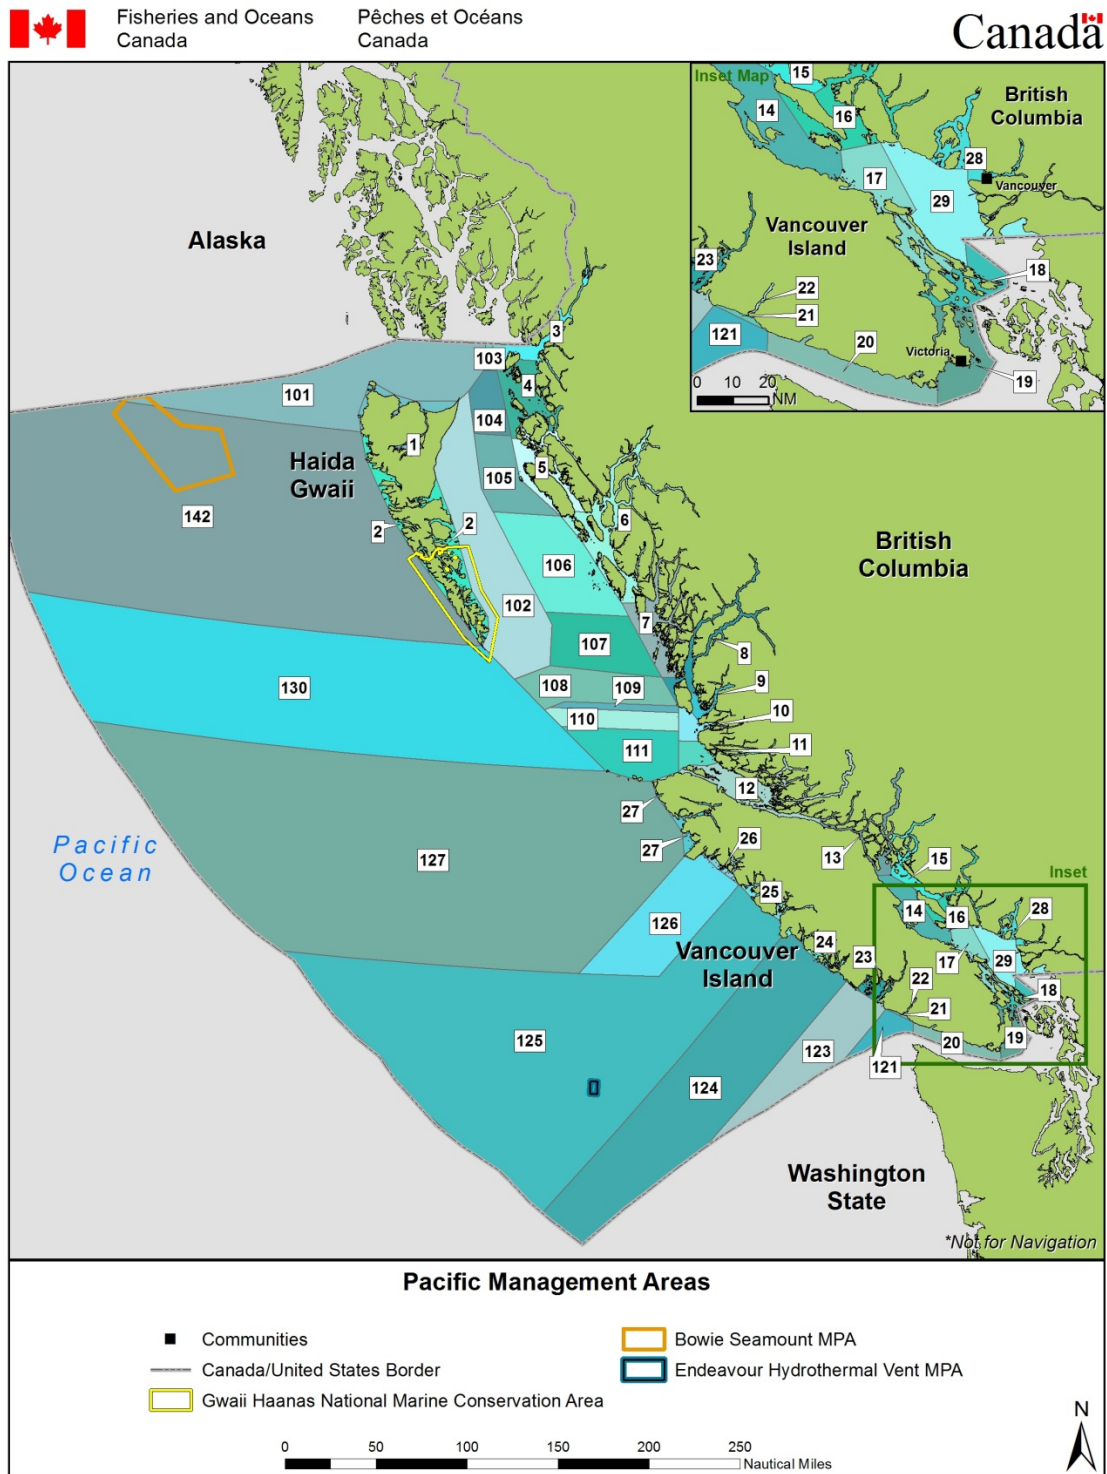 Fisheries and Oceans
Canada
Pêches et Océans
Canada
Canada
Inset Map
15
14
16
British
Columbia
28
Vancouver
17
29
Vancouver
Island
23
18
22
21
121
20
Victoria
19
0 10 20
NM
Alaska
3
103
101
4
104
1
Haida
Gwaii
5
105
142
2
2
6
106
British
Columbia
102
7
107
8
130
108
109
9
110
10
111
11
12
27
Pacific
Ocean
127
27
26
13
15
Inset
25
14
16
28
126
Vancouver
Island
24
23
17
29
22
18
21
125
20
19
123
121
124
Washington
State
*Not for Navigation
Pacific Management Areas
Communities
Canada/United States Border
Gwaii Haanas National Marine Conservation Area
Bowie Seamount MPA
Endeavour Hydrothermal Vent MPA
N
0 50 100 150 200 250
Nautical Miles